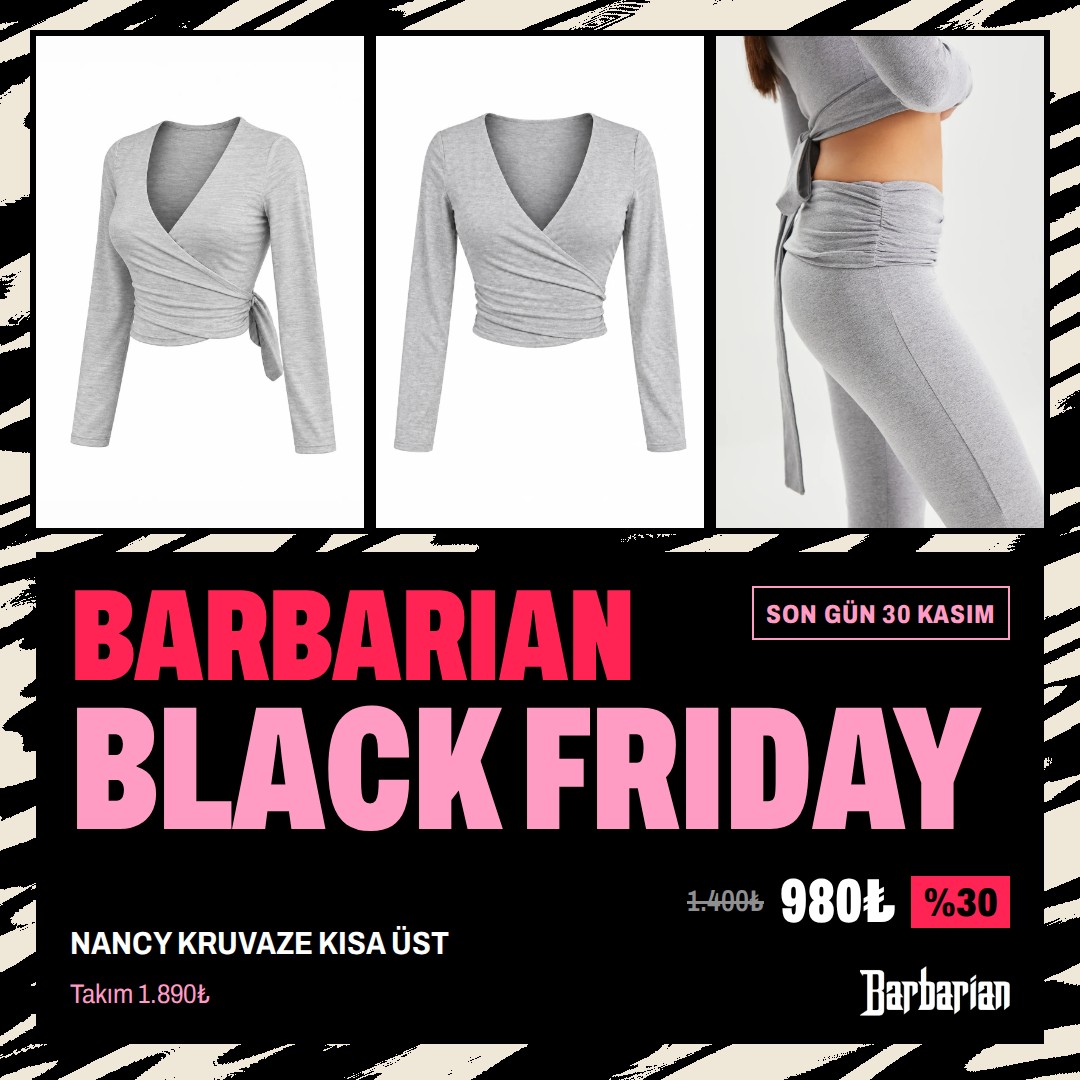 BARBARIAN
SON GÜN 30 KASIM
BLACK FRIDAY
1.400₺ 980₺ %30
NANCY KRUVAZE KISA ÜST
Takım 1.890₺
Barbarian